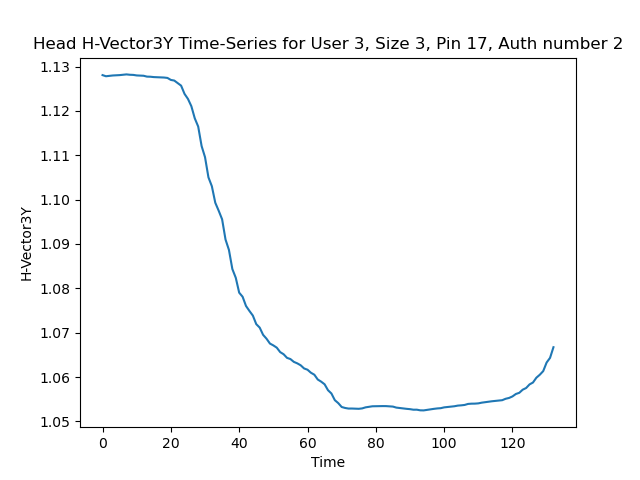 Head H-Vector3Y Time-Series for User 3, Size 3, Pin 17, Auth number 2
1.13
1.12
1.11
1.10
1.09
1.08
1.07
1.06
1.05
H-Vector3Y
0 20 40 60 80 100 120
Time